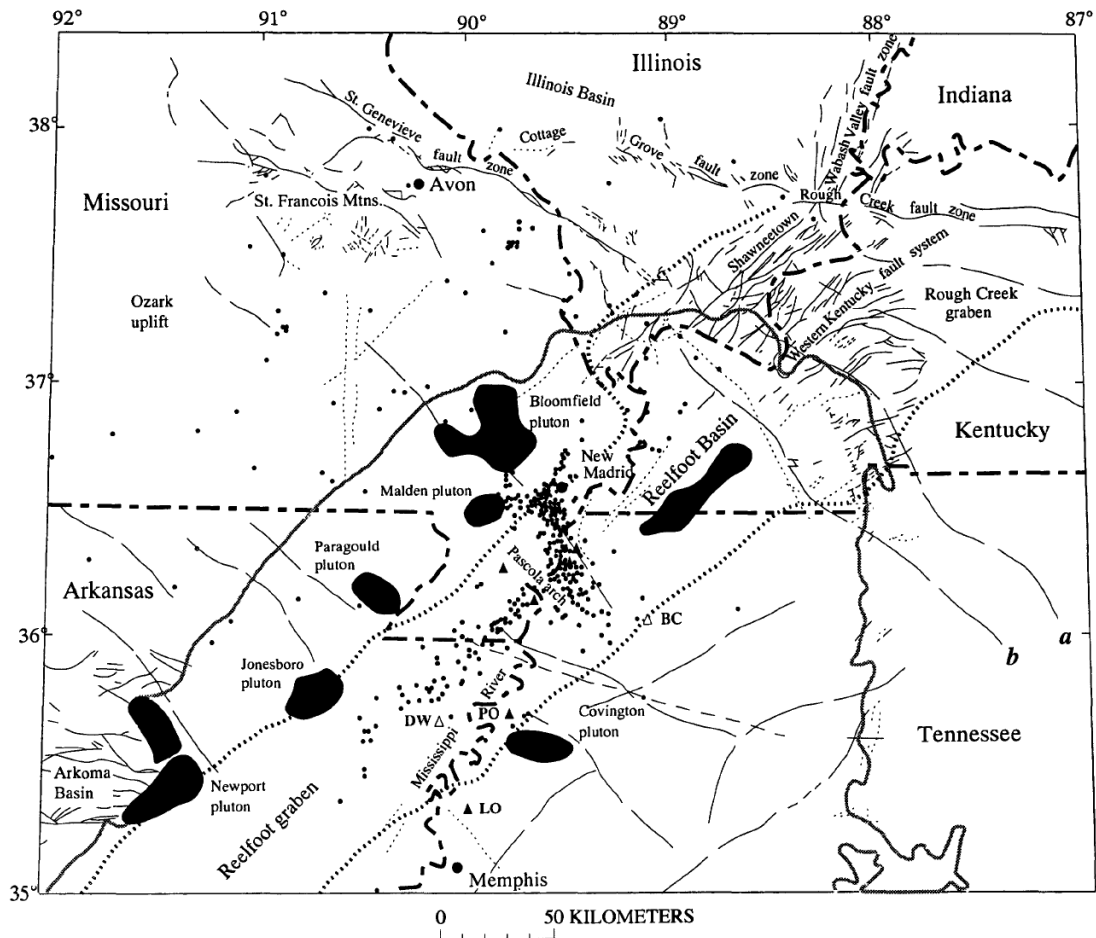 92° 91° 90° 89° 88° 87°
Illinois
Illinois Basin
Wabash Valley fault zone
Indiana
38°
St. Genevieve fault zone
Cottage Grove fault zone
Avon
Rough Creek fault zone
Missouri
St. Francois Mtns.
Shawneetown
Western Kentucky fault system
Ozark
uplift
Rough Creek
graben
37°
Bloomfield
pluton
Kentucky
New
Madrid
Reelfoot Basin
Malden pluton
Paragould
pluton
Pascola arch
Arkansas
36°
BC
a
b
Jonesboro
pluton
River
DW
PO
Covington
pluton
Tennessee
Mississippi
Arkoma
Basin
Newport
pluton
Reelfoot graben
LO
35°
Memphis
0 50 KILOMETERS